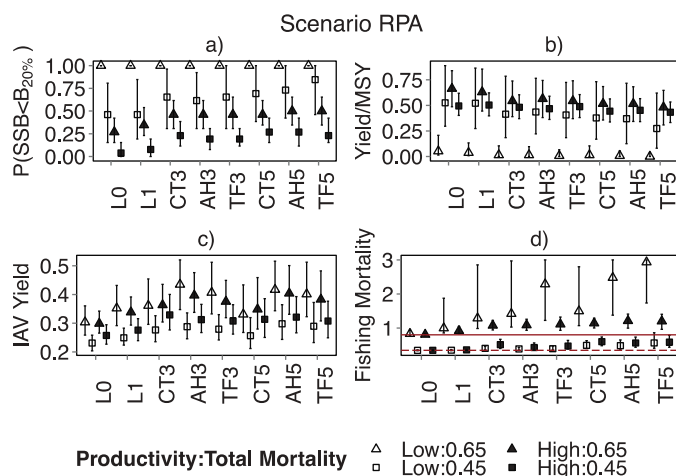 Scenario RPA
a)
P(SSB<B20%)
1.00
0.75
0.50
0.25
0.00
L0 L1 CT3 AH3 TF3 CT5 AH5 TF5
b)
Yield/MSY
0.75
0.50
0.25
0.00
L0 L1 CT3 AH3 TF3 CT5 AH5 TF5
c)
IAV Yield
0.5
0.4
0.3
0.2
L0 L1 CT3 AH3 TF3 CT5 AH5 TF5
d)
Fishing Mortality
3
2
1
L0 L1 CT3 AH3 TF3 CT5 AH5 TF5
Productivity:Total Mortality
Low:0.65 High:0.65
Low:0.45 High:0.45